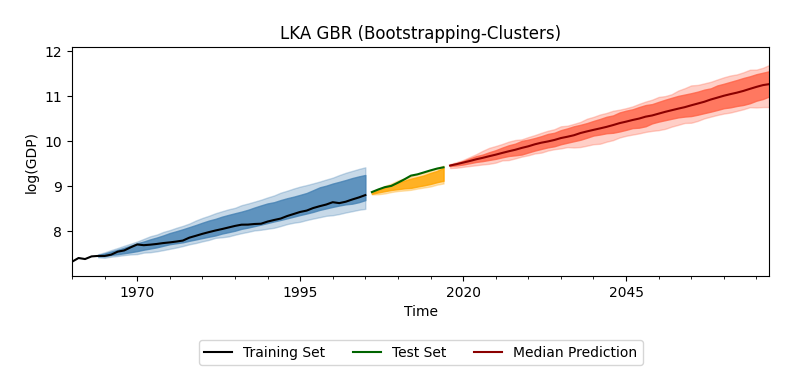 LKA GBR (Bootstrapping-Clusters)
12
11
10
9
8
log(GDP)
1970
1995
2020
2045
Time
Training Set
Test Set
Median Prediction